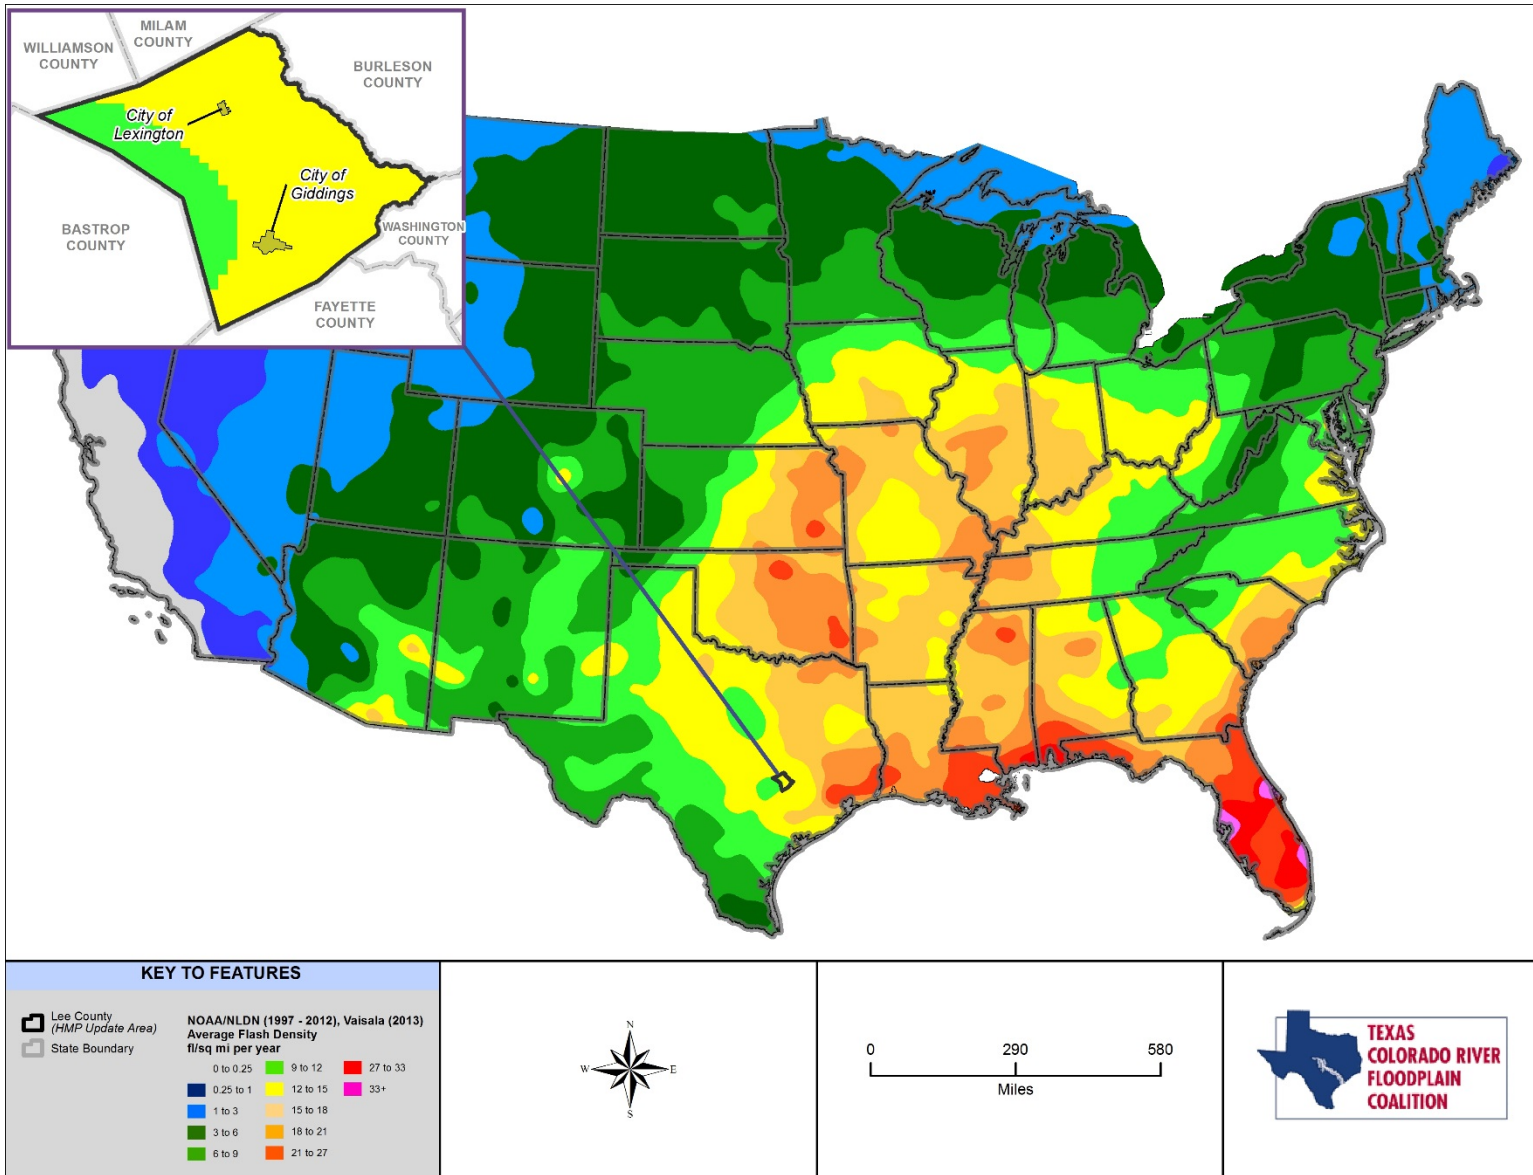 MILAM
COUNTY
WILLIAMSON
COUNTY
BURLESON
COUNTY
City of
Lexington
City of
Giddings
BASTROP
COUNTY
WASHINGTON
COUNTY
FAYETTE
COUNTY
KEY TO FEATURES
Lee County
(HMP Update Area)
State Boundary
NOAA/NLDN (1997 - 2012), Vaisala (2013)
Average Flash Density
fl/sq mi per year
0 to 0.25
0.25 to 1
1 to 3
3 to 6
6 to 9
9 to 12
12 to 15
15 to 18
18 to 21
21 to 27
27 to 33
33+
N
W E
S
0 290 580
Miles
TEXAS
COLORADO RIVER
FLOODPLAIN
COALITION